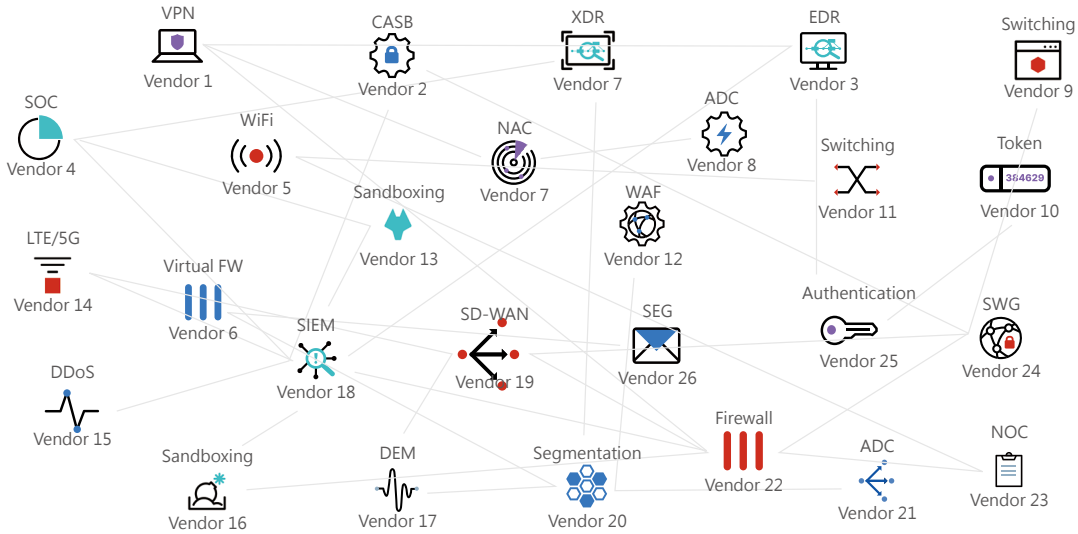 VPN
Vendor 1
CASB
Vendor 2
XDR
Vendor 7
EDR
Vendor 3
Switching
Vendor 9
SOC
Vendor 4
WiFi
Vendor 5
NAC
Vendor 7
ADC
Vendor 8
Switching
Vendor 11
Token
384629
Vendor 10
Sandboxing
Vendor 13
WAF
Vendor 12
LTE/5G
Vendor 14
Virtual FW
Vendor 6
SIEM
Vendor 18
SD-WAN
Vendor 19
SEG
Vendor 26
Authentication
Vendor 25
SWG
Vendor 24
DDoS
Vendor 15
Sandboxing
Vendor 16
DEM
Vendor 17
Segmentation
Vendor 20
Firewall
Vendor 22
ADC
Vendor 21
NOC
Vendor 23